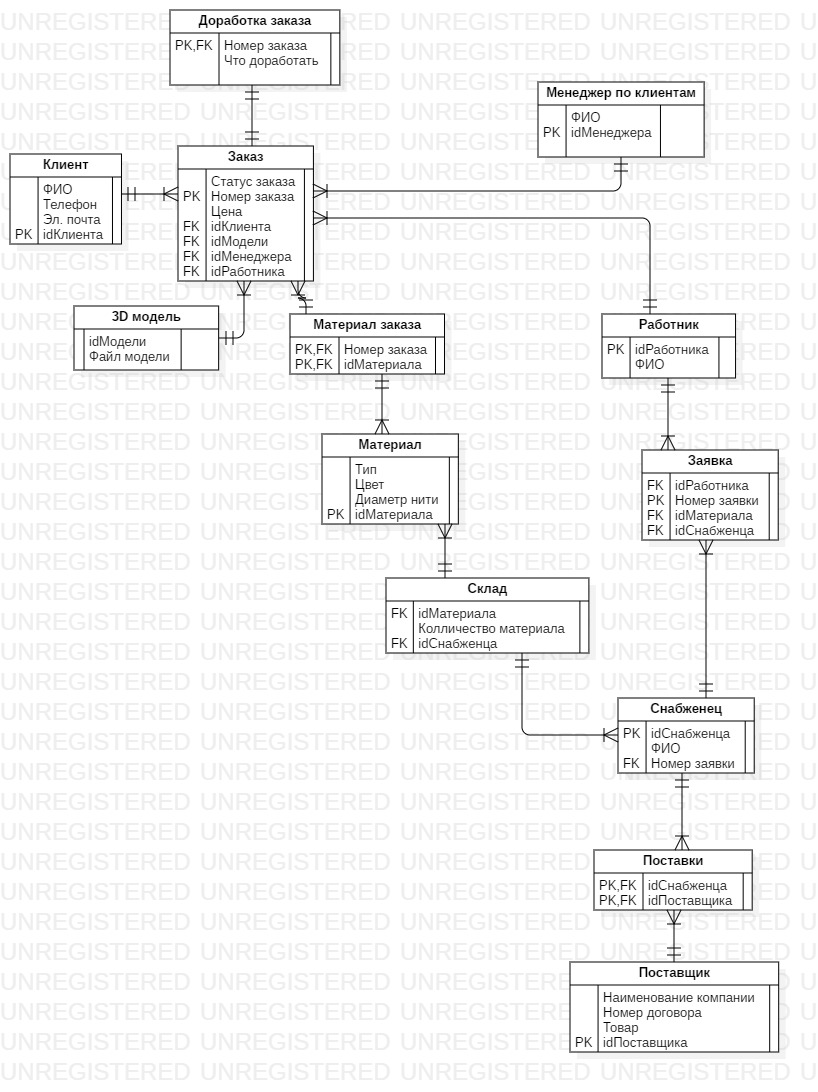 Доработка заказа
PK,FK Номер заказа
Что доработать
Менеджер по клиентам
ФИО
PK idМенеджера
Клиент
ФИО
Телефон
Эл. почта
PK idКлиента
Заказ
Статус заказа
PK Номер заказа
Цена
FK idКлиента
FK idМодели
FK idМенеджера
FK idРаботника
3D модель
idМодели
Файл модели
Материал заказа
PK,FK Номер заказа
PK,FK idМатериала
Работник
PK idРаботника
ФИО
Материал
Тип
Цвет
Диаметр нити
PK idМатериала
Заявка
FK idРаботника
PK Номер заявки
FK idМатериала
FK idСнабженца
Склад
FK idМатериала
Колличество материала
FK idСнабженца
Снабженец
PK idСнабженца
ФИО
FK Номер заявки
Поставки
PK,FK idСнабженца
PK,FK idПоставщика
Поставщик
Наименование компании
Номер договора
Товар
PK idПоставщика
UNREGISTERED